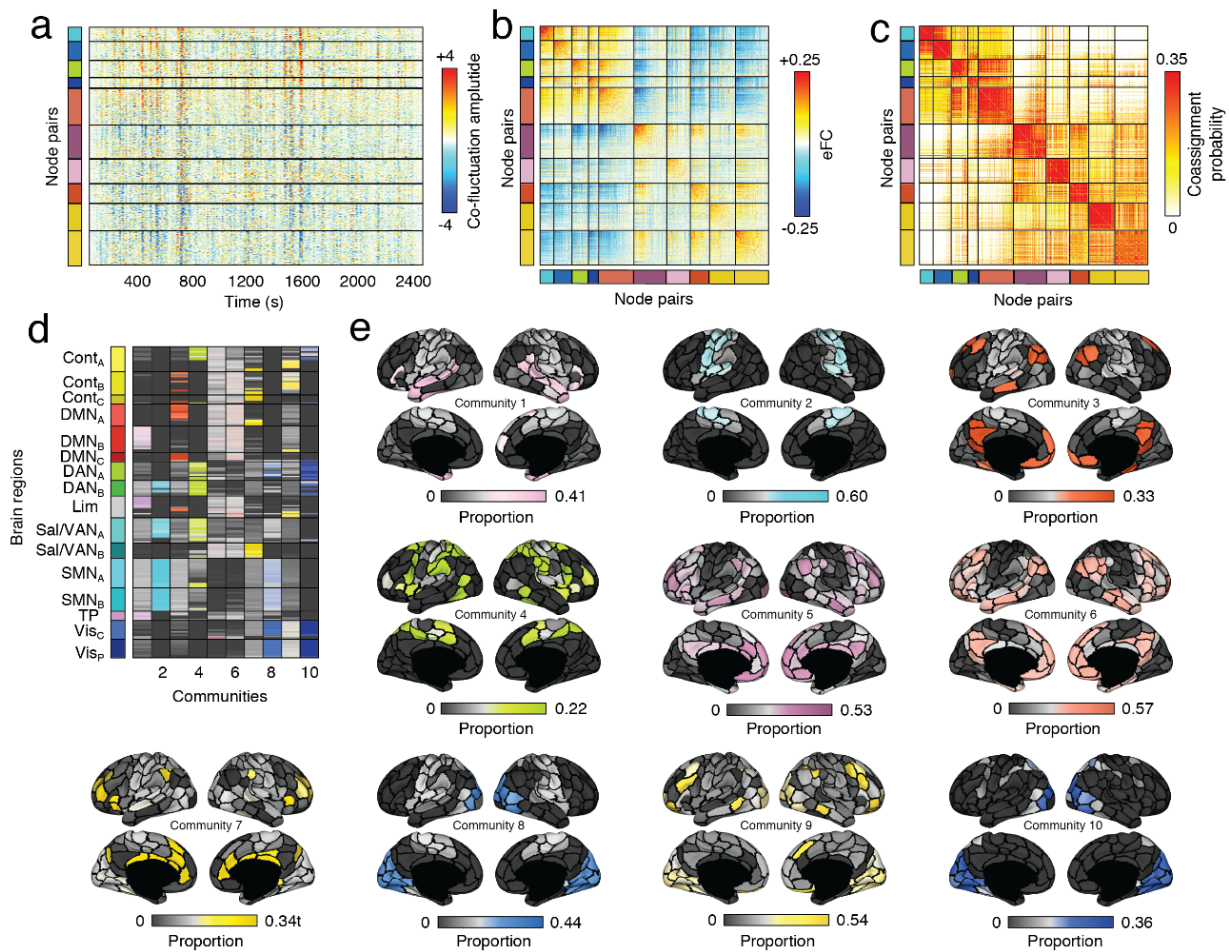 a
Node pairs
400 800 1200 1600 2000 2400
Time (s)
+4
Co-fluctuation amplutide
-4
b
Node pairs
Node pairs
+0.25
eFC
-0.25
c
Node pairs
Node pairs
0.35
Coassignment
probability
0
d
Brain regions
ContA
ContB
ContC
DMNA
DMNB
DMNC
DANA
DANB
Lim
Sal/VANA
Sal/VANB
SMNA
SMNB
TP
VisC
VisP
2 4 6 8 10
Communities
e
Community 1
0 0.41
Proportion
Community 2
0 0.60
Proportion
Community 3
0 0.33
Proportion
Community 4
0 0.22
Proportion
Community 5
0 0.53
Proportion
Community 6
0 0.57
Proportion
Community 7
0 0.34t
Proportion
Community 8
0 0.44
Proportion
Community 9
0 0.54
Proportion
Community 10
0 0.36
Proportion